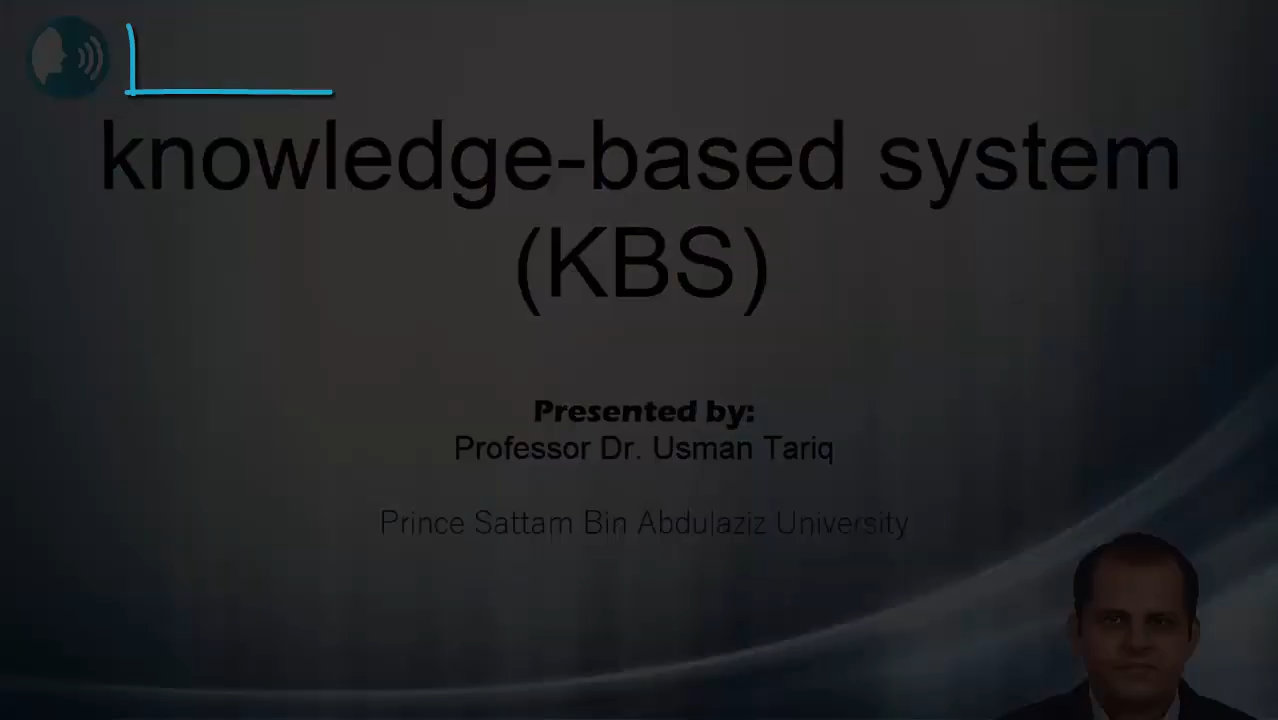 knowledge-based system
(KBS)
Presented by:
Professor Dr. Usman Tariq
Prince Sattam Bin Abdulaziz University